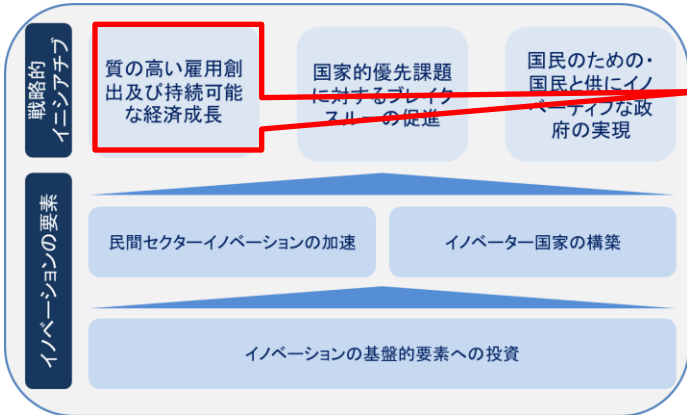 戦略的
イニシアチブ
質の高い雇用創
出及び持続可能
な経済成長
国家的優先課題
に対するブレイク
スルーの促進
国民のための・
国民と供にイノ
ベーティブな政
府の実現
イノベーションの要素
民間セクターイノベーションの加速
イノベーター国家の構築
イノベーションの基盤的要素への投資